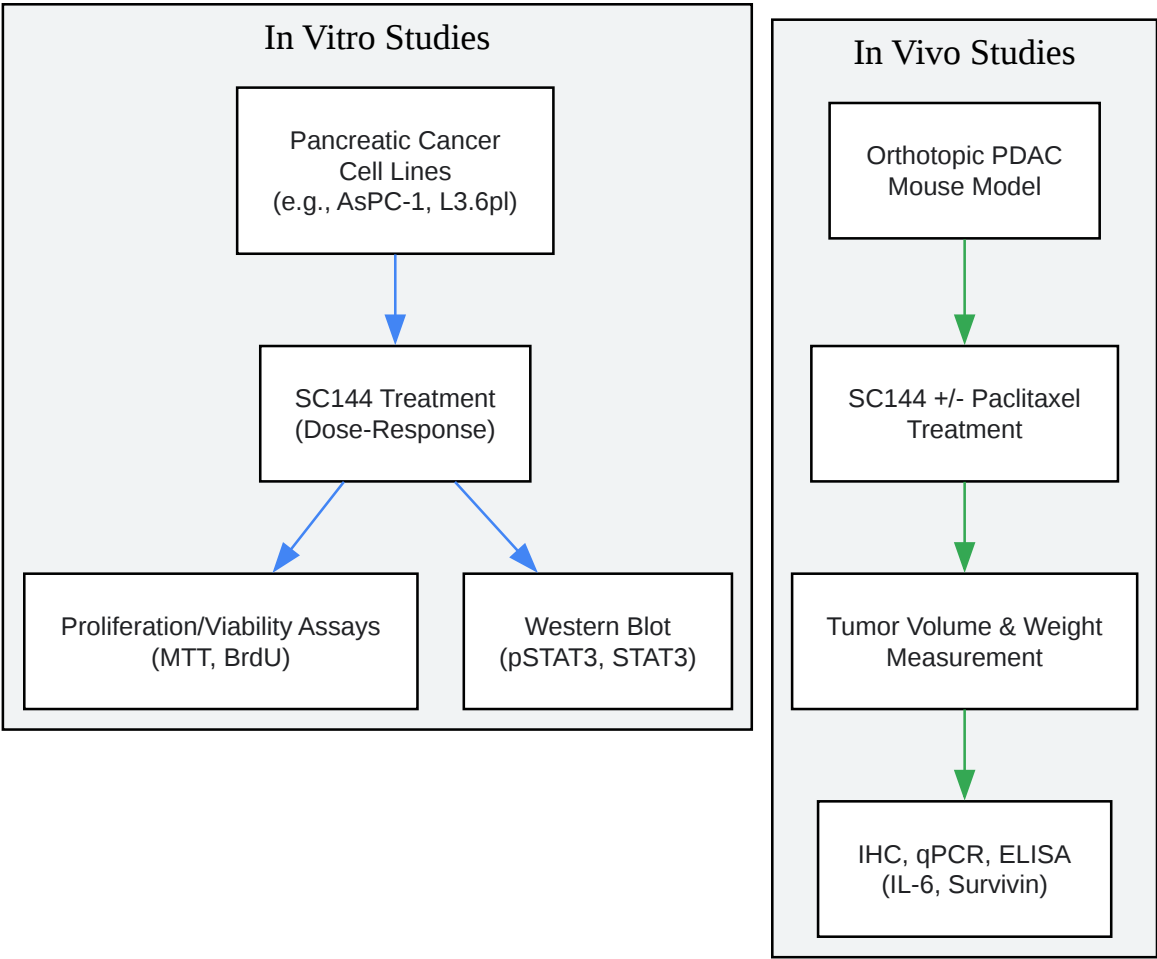 In Vitro Studies
Pancreatic Cancer
Cell Lines
(e.g., AsPC-1, L3.6pl)
SC144 Treatment
(Dose-Response)
Proliferation/Viability Assays
(MTT, BrdU)
Western Blot
(pSTAT3, STAT3)
In Vivo Studies
Orthotopic PDAC
Mouse Model
SC144 +/- Paclitaxel
Treatment
Tumor Volume & Weight
Measurement
IHC, qPCR, ELISA
(IL-6, Survivin)